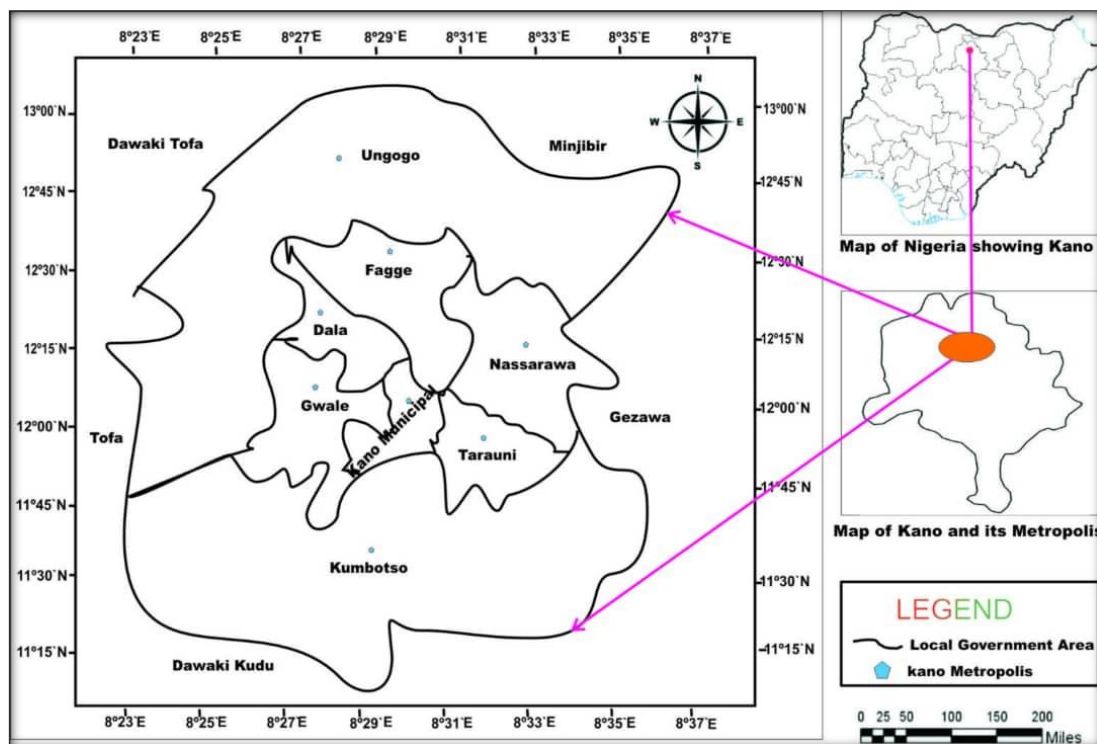 8°23'E 8°25'E 8°27'E 8°29'E 8°31'E 8°33'E 8°35'E 8°37'E
13°00'N
12°45'N
12°30'N
12°15'N
12°00'N
11°45'N
11°30'N
11°15'N
Dawaki Tofa
Ungogo
Minjibir
N
W E
S
Fagge
Dala
Nassarawa
Gwale
Kano Municipal
Gezawa
Tofa
Tarauni
Kumbotso
Dawaki Kudu
13°00'N
12°45'N
12°30'N
12°15'N
12°00'N
11°45'N
11°30'N
11°15'N
8°23'E 8°25'E 8°27'E 8°29'E 8°31'E 8°33'E 8°35'E 8°37'E
Map of Nigeria showing Kano
Map of Kano and its Metropolis
LEGEND
Local Government Area
kano Metropolis
0 25 50 100 150 200
Miles